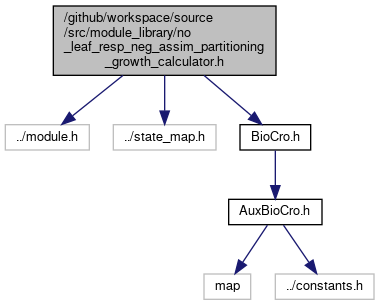 /github/workspace/source
/src/module_library/no
_leaf_resp_neg_assim_partitioning
_growth_calculator.h
../module.h
../state_map.h
BioCro.h
AuxBioCro.h
map
../constants.h